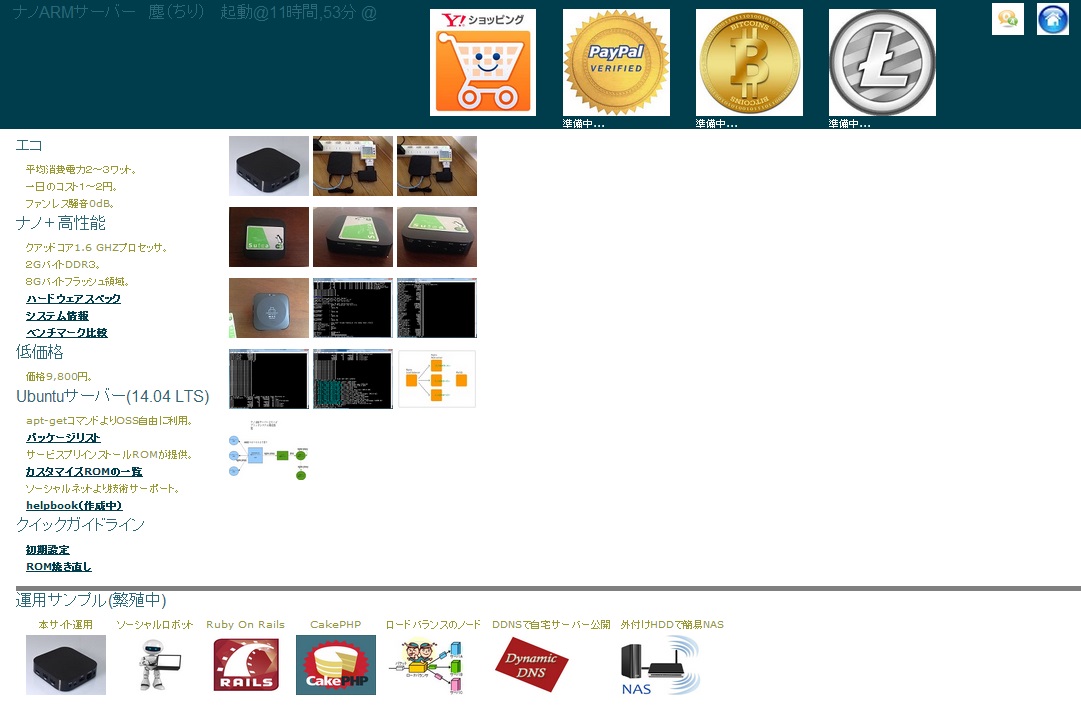 ナノARMサーバー　塵(ちり)　起動@11時間,53分 @
Y! ショッピング
PayPal
VERIFIED
BITCOINS
BITCOINS
準備中...
準備中...
準備中...
エコ
平均消費電力2～3ワット。
一日のコスト1～2円。
ファンレス騒音0dB。
ナノ＋高性能
クアッドコア1.6 GHZプロセッサ。
2GバイトDDR3。
8Gバイトフラッシュ領域。
ハードウェアスペック
システム情報
ベンチマーク比較
低価格
価格9,800円。
Ubuntuサーバー(14.04 LTS)
apt-getコマンドよりOSS自由に利用。
パッケージリスト
サービスプリインストールROMが提供。
カスタマイズROMの一覧
ソーシャルネットより技術サーポート。
helpbook(作成中)
クイックガイドライン
初期設定
ROM焼き直し
運用サンプル(繁殖中)
本サイト運用
ソーシャルロボット
Ruby On Rails
CakePHP
ロードバランスのノード
DDNSで自宅サーバー公開
外付けHDDで簡易NAS
RAILS
CakePHP
ロードバランサ
Dynamic
DNS
NAS